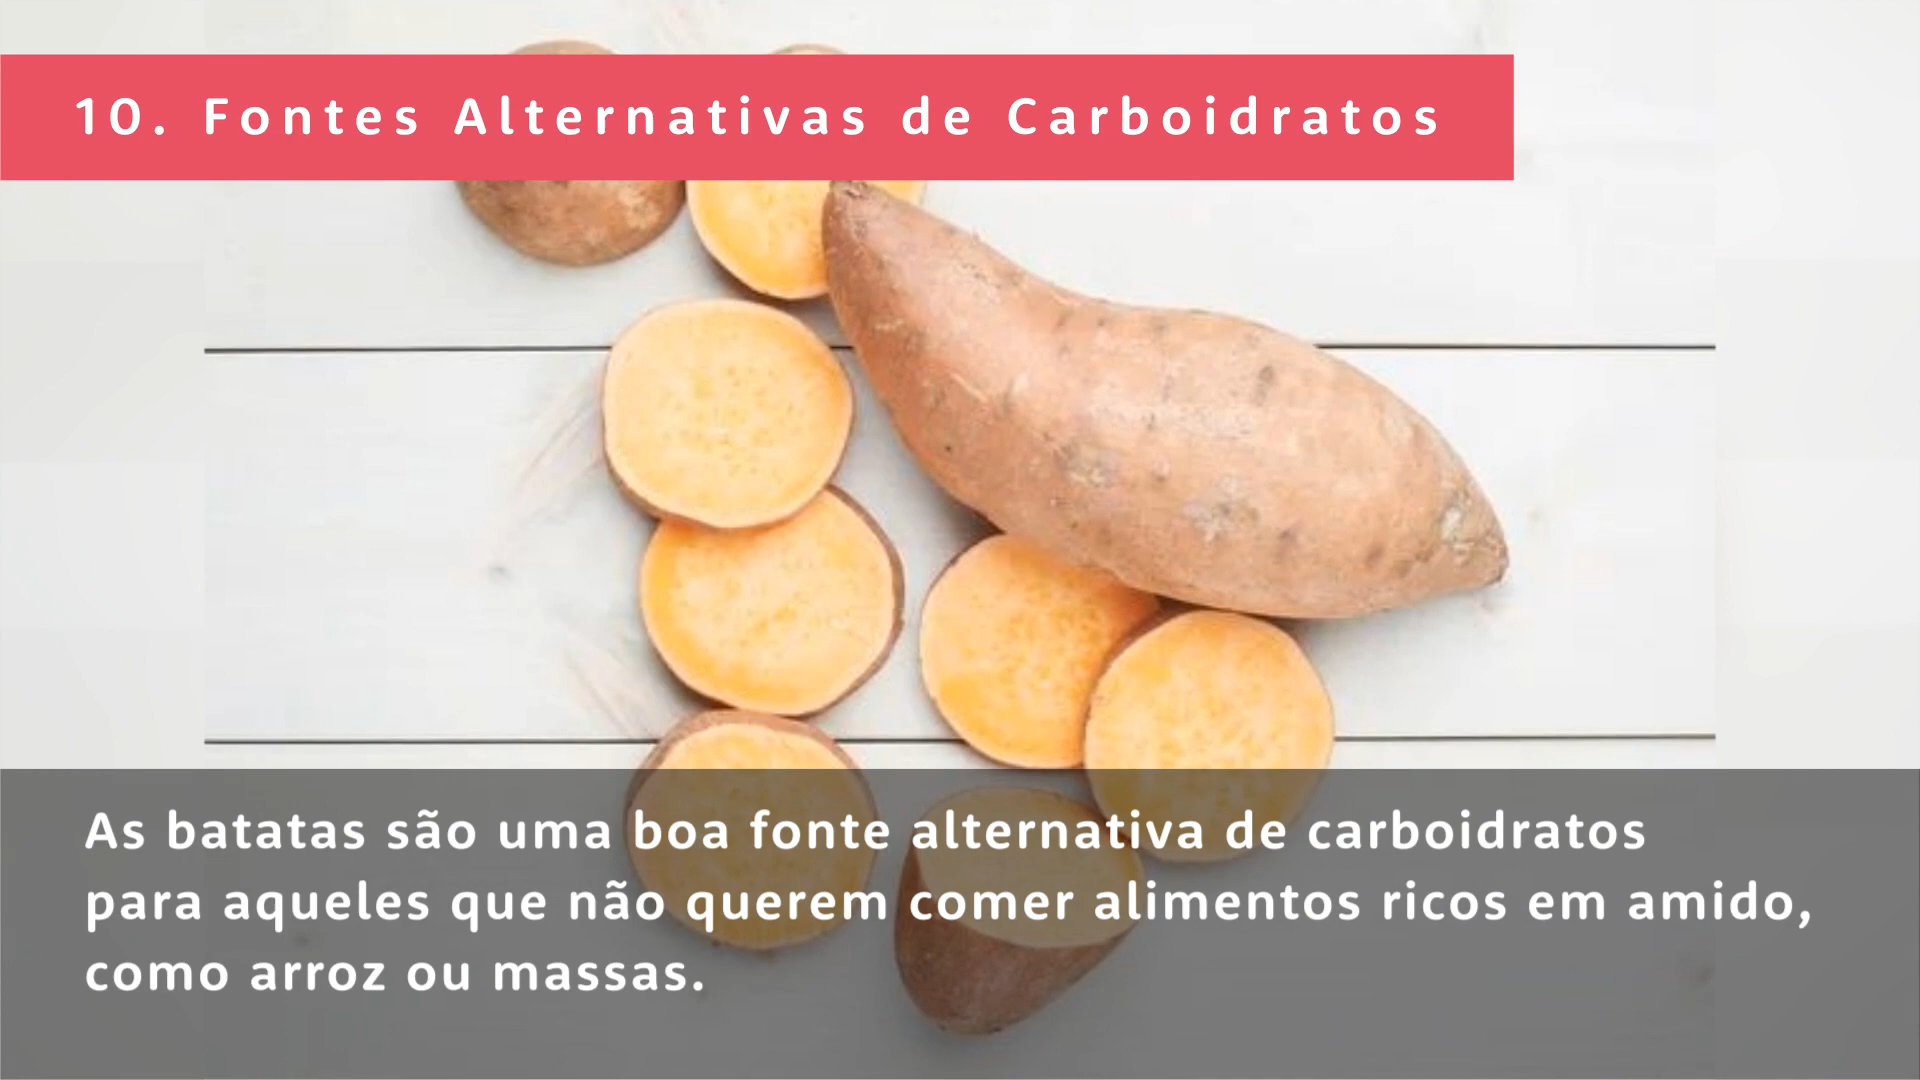 10. Fontes Alternativas de Carboidratos
As batatas são uma boa fonte alternativa de carboidratos
para aqueles que não querem comer alimentos ricos em amido,
como arroz ou massas.